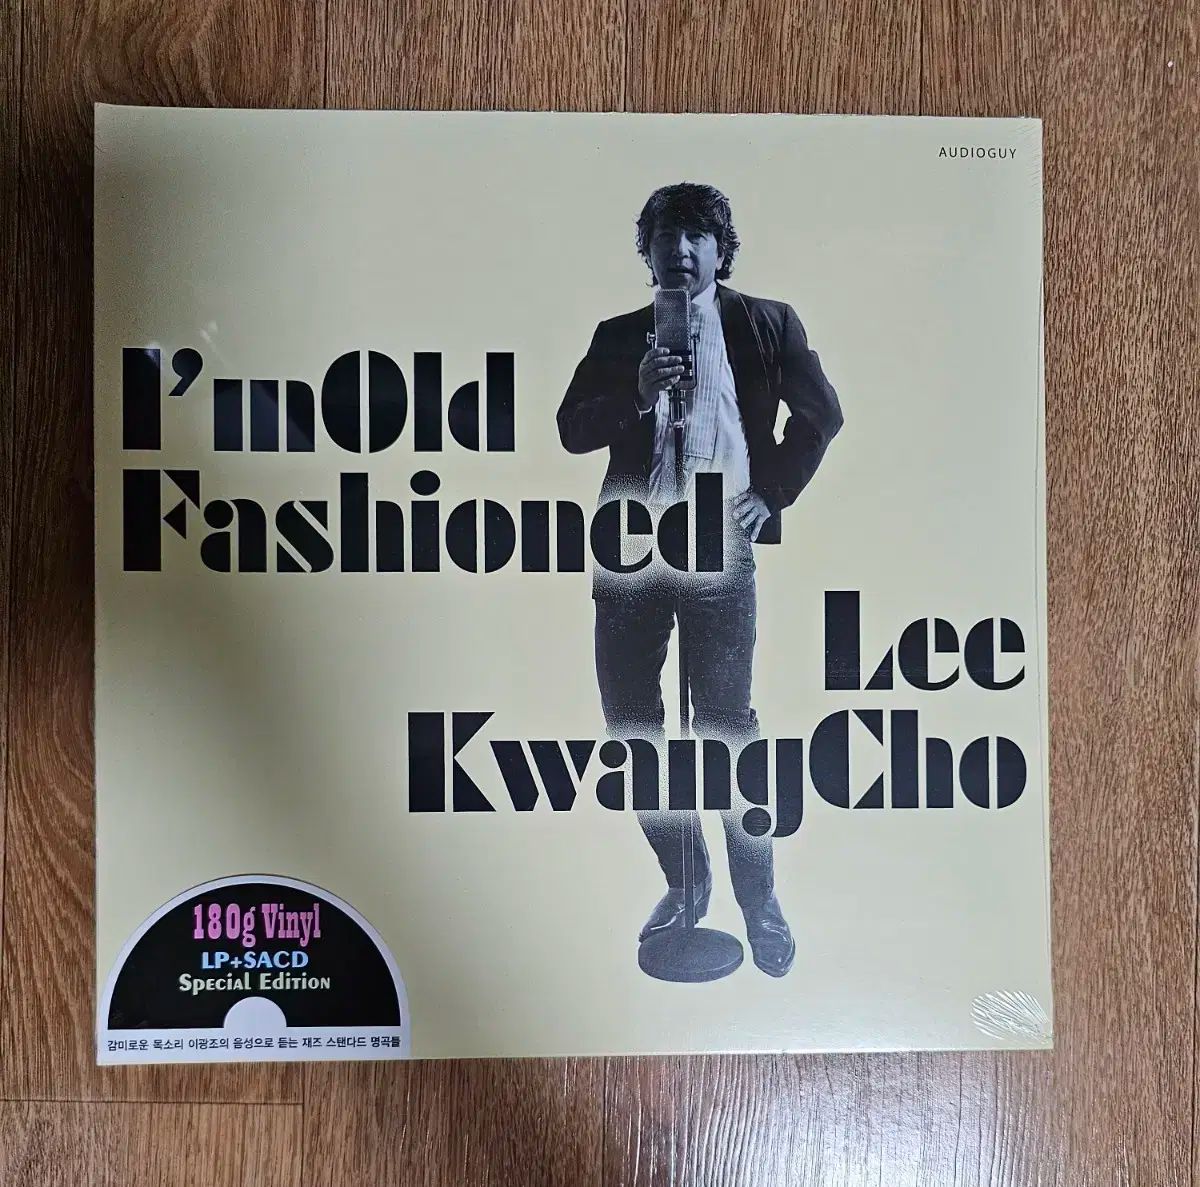 AUDIOGUY
I'm Old
Fashioned
Lee
KwangCho
180g Vinyl
LP+SACD
Special Edition
감미로운 목소리 이광조의 음성으로 듣는 재즈 스탠다드 명곡들